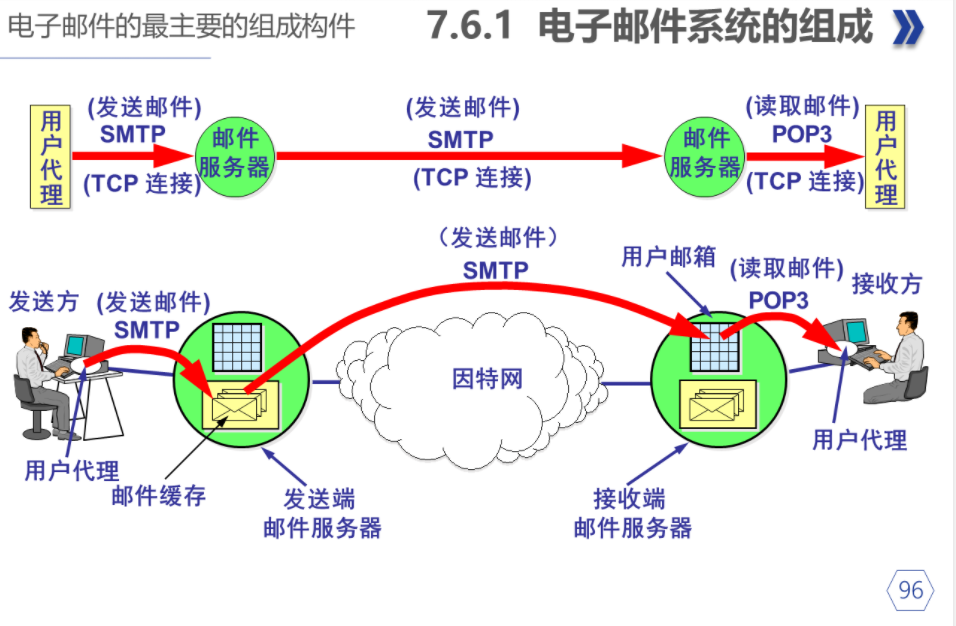 电子邮件的最主要的组成构件
7.6.1 电子邮件系统的组成
用户代理
(发送邮件)
SMTP
(TCP 连接)
邮件
服务器
(发送邮件)
SMTP
(TCP 连接)
邮件
服务器
(读取邮件)
POP3
(TCP 连接)
用户代理
（发送邮件）
SMTP
用户邮箱
(读取邮件)
POP3
接收方
发送方
(发送邮件)
SMTP
因特网
用户代理
邮件缓存
发送端
邮件服务器
接收端
邮件服务器
用户代理
96